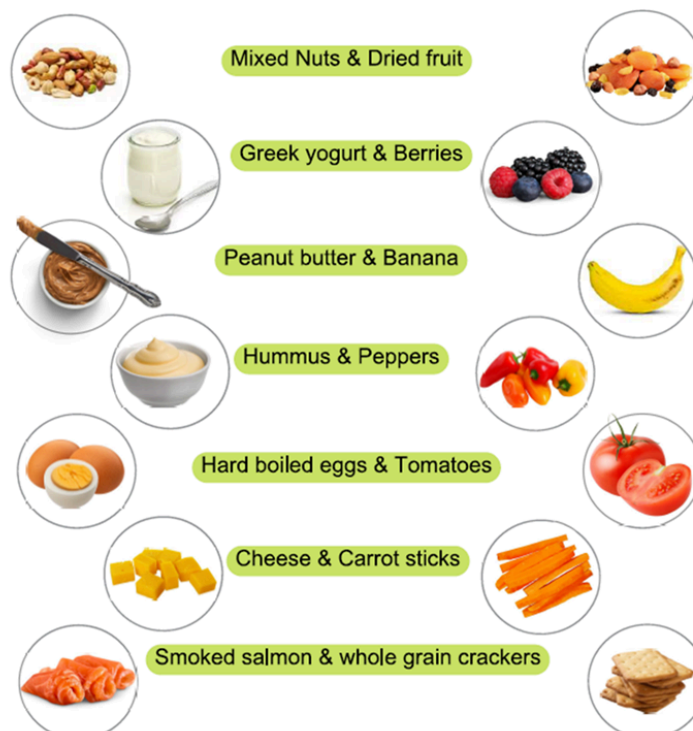 Mixed Nuts & Dried fruit
Greek yogurt & Berries
Peanut butter & Banana
Hummus & Peppers
Hard boiled eggs & Tomatoes
Cheese & Carrot sticks
Smoked salmon & whole grain crackers